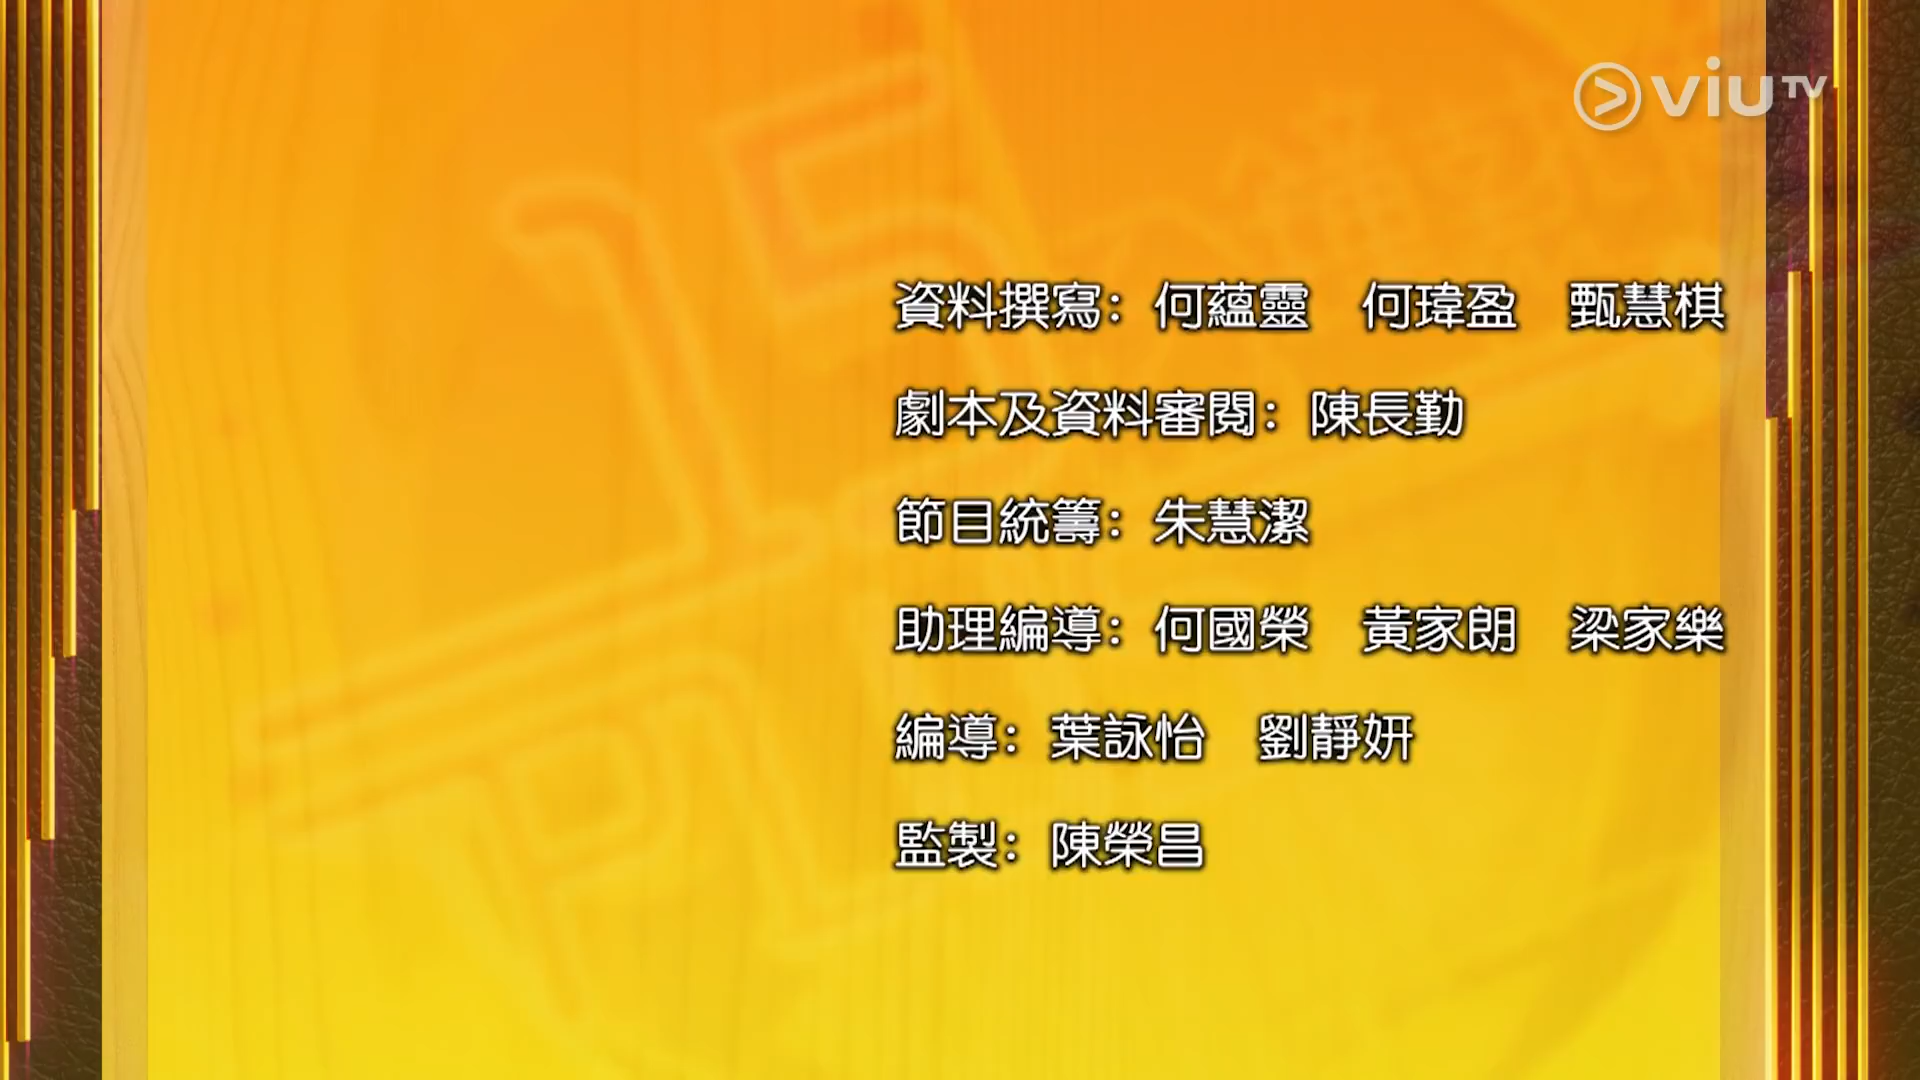 viuTV
資料撰寫：何蘊靈　何瑋盈　甄慧棋
劇本及資料審閱：陳長勤
節目統籌：朱慧潔
助理編導：何國榮　黃家朗　梁家樂
編導：葉詠怡　劉靜妍
監製：陳榮昌